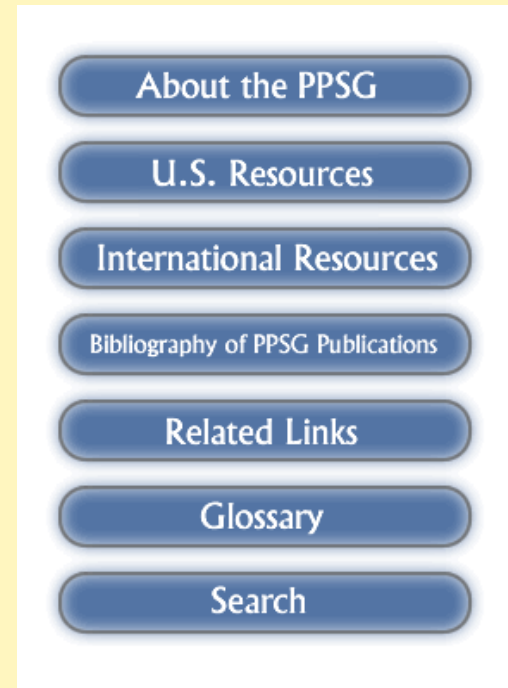 About the PPSG
U.S. Resources
International Resources
Bibliography of PPSG Publications
Related Links
Glossary
Search